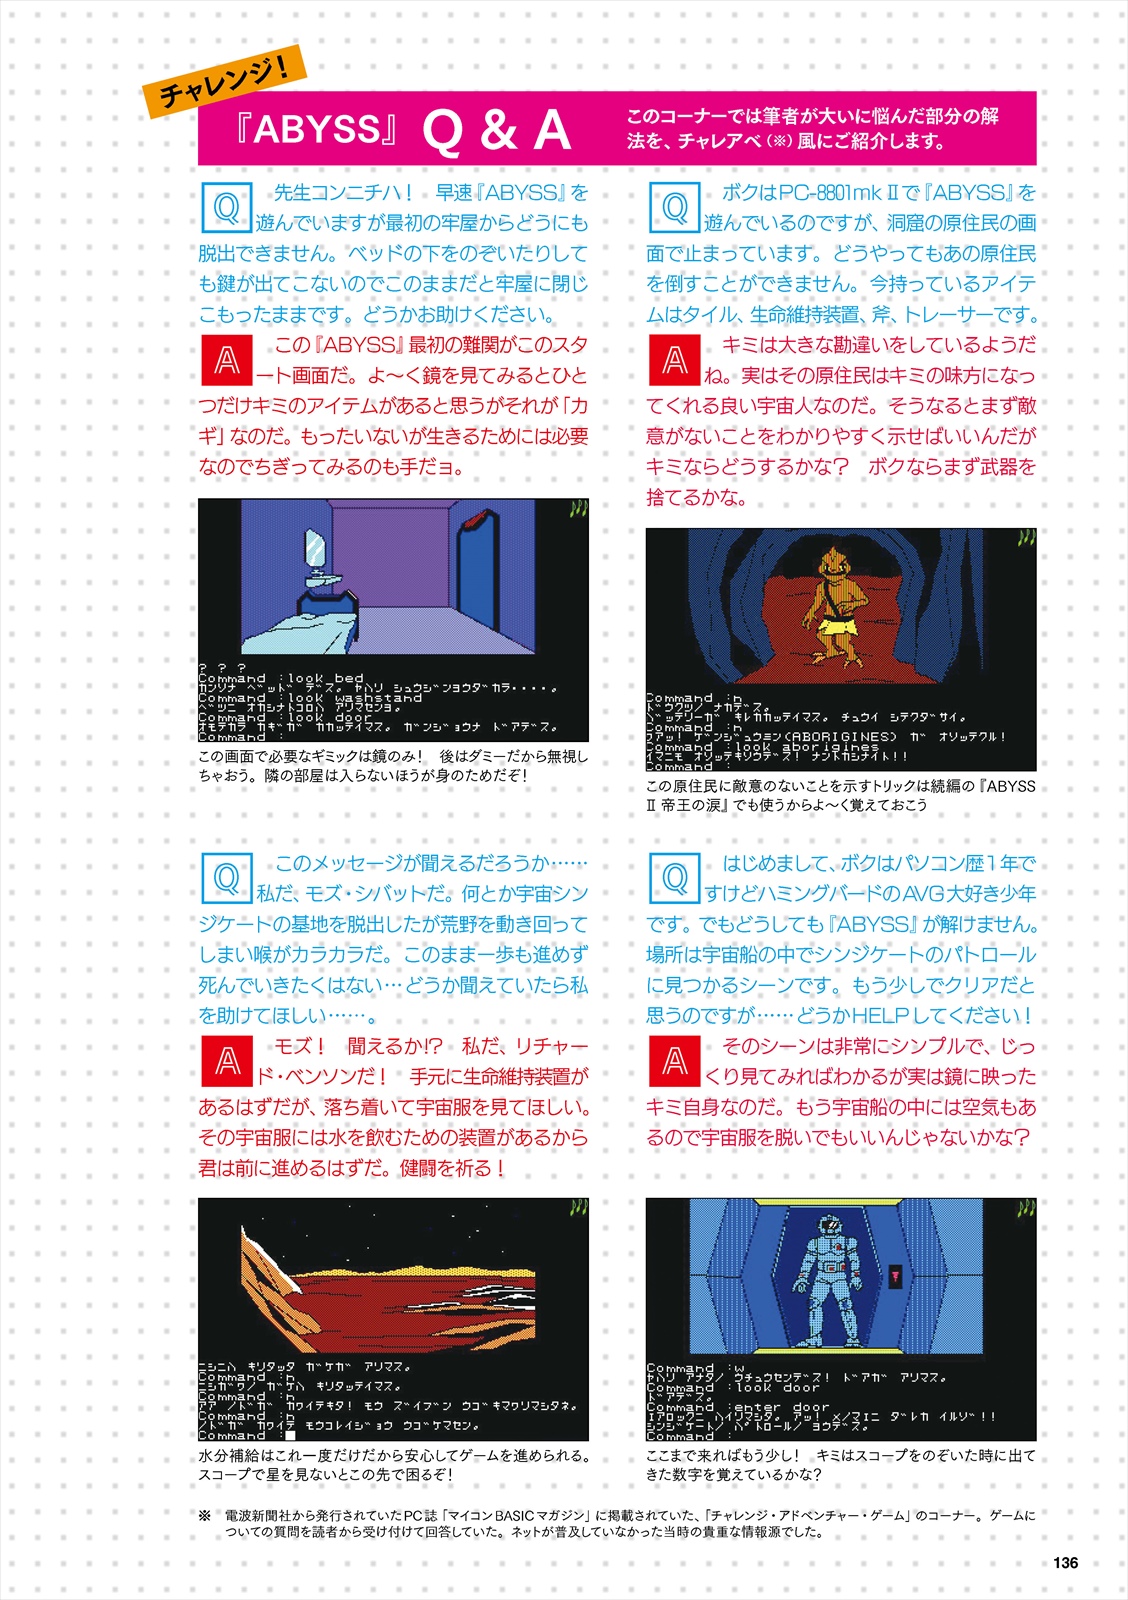 チャレンジ！
『ABYSS』 Q & A
このコーナーでは筆者が大いに悩んだ部分の解
法を、チャレアベ（※）風にご紹介します。
Q 先生コンニチハ！　早速『ABYSS』を
遊んでいますが最初の牢屋からどうにも
脱出できません。ベッドの下をのぞいたりして
も鍵が出てこないのでこのままだと牢屋に閉じ
こもったままです。どうかお助けください。
A この『ABYSS』最初の難関がこのスタ
ート画面だ。よ〜く鏡を見てみるとひと
つだけキミのアイテムがあると思うがそれが「カ
ギ」なのだ。もったいないが生きるためには必要
なのでちぎってみるのも手だョ。
? ? ?
Command :look bed
カンソナ ベッド デス。 ヤハリ シュウジンヨウダカラ・・・・。
Command :look washstand
ベツニ オカシナトコロハ アリマセンヨ。
Command :look door
オモテカラ カギガ カカッテイマス。 ガンジョウナ ドアデス。
Command :
この画面で必要なギミックは鏡のみ！　後はダミーだから無視し
ちゃおう。隣の部屋は入らないほうが身のためだぞ！
Q ボクはPC-8801mkⅡで『ABYSS』を
遊んでいるのですが、洞窟の原住民の画
面で止まっています。どうやってもあの原住民
を倒すことができません。今持っているアイテ
ムはタイル、生命維持装置、斧、トレーサーです。
A キミは大きな勘違いをしているようだ
ね。実はその原住民はキミの味方になっ
てくれる良い宇宙人なのだ。そうなるとまず敵
意がないことをわかりやすく示せばいいんだが
キミならどうするかな？　ボクならまず武器を
捨てるかな。
Command :n
ドウクツノ ナカデス。
バッテリーガ キレカカッテイマス。 チュウイ シテクダサイ。
Command :n
ウアッ! ゲンジュウミン(ABORIGINES) ガ オソッテクル!
Command :look aborigines
イマニモ オソッテキソウデス! ナントカシナイト!!
Command :
この原住民に敵意のないことを示すトリックは続編の『ABYSS
Ⅱ 帝王の涙』でも使うからよ〜く覚えておこう
Q このメッセージが聞えるだろうか……
私だ、モズ・シバットだ。何とか宇宙シン
ジケートの基地を脱出したが荒野を動き回って
しまい喉がカラカラだ。このまま一歩も進めず
死んでいきたくはない…どうか聞えていたら私
を助けてほしい……。
A モズ！　聞えるか!?　私だ、リチャー
ド・ベンソンだ！　手元に生命維持装置が
あるはずだが、落ち着いて宇宙服を見てほしい。
その宇宙服には水を飲むための装置があるから
君は前に進めるはずだ。健闘を祈る！
ニシニハ キリタッタ ガケガ アリマス。
Command :n
ニシガワノ ガケハ キリタッテイマス。
Command :n
アア ノドガ カワイテキタ! モウ ズイブン ウゴキマワリマシタネ。
Command :n
ノドガ カワイテ モウコレイジョウ ウゴケマセン。
Command :
水分補給はこれ一度だけだから安心してゲームを進められる。
スコープで星を見ないとこの先で困るぞ！
Q はじめまして、ボクはパソコン歴1年で
すけどハミングバードのAVG大好き少年
です。でもどうしても『ABYSS』が解けません。
場所は宇宙船の中でシンジケートのパトロール
に見つかるシーンです。もう少しでクリアだと
思うのですが……どうかHELPしてください！
A そのシーンは非常にシンプルで、じっ
くり見てみればわかるが実は鏡に映った
キミ自身なのだ。もう宇宙船の中には空気もあ
るので宇宙服を脱いでもいいんじゃないかな？
Command :w
ヤハリ アナタノ ウチュウセンデス! ドアガ アリマス。
Command :look door
ドアデス。
Command :enter door
エアロックニ ハイリマシタ。 アッ! メノマエニ ダレカ イルゾ!!
シンジケートノ パトロールノ ヨウデス。
Command :
ここまで来ればもう少し！　キミはスコープをのぞいた時に出て
きた数字を覚えているかな？
※　電波新聞社から発行されていたPC誌「マイコンBASICマガジン」に掲載されていた、「チャレンジ・アドベンチャー・ゲーム」のコーナー。ゲームに
ついての質問を読者から受け付けて回答していた。ネットが普及していなかった当時の貴重な情報源でした。
136